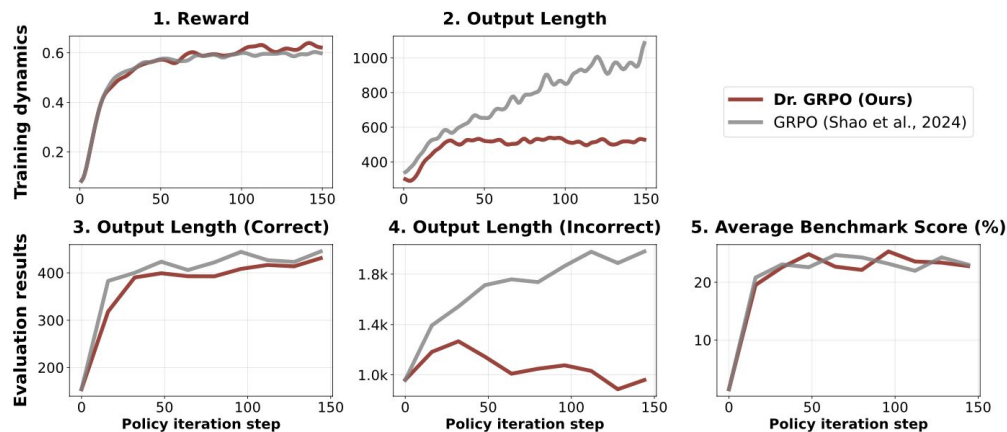 1. Reward
2. Output Length
Training dynamics
0.6
0.4
0.2
0 50 100 150
1000
800
600
400
0 50 100 150
Dr. GRPO (Ours)
GRPO (Shao et al., 2024)
3. Output Length (Correct)
4. Output Length (Incorrect)
5. Average Benchmark Score (%)
Evaluation results
400
300
200
0 50 100 150
Policy iteration step
1.8k
1.4k
1.0k
0 50 100 150
Policy iteration step
20
10
0 50 100 150
Policy iteration step